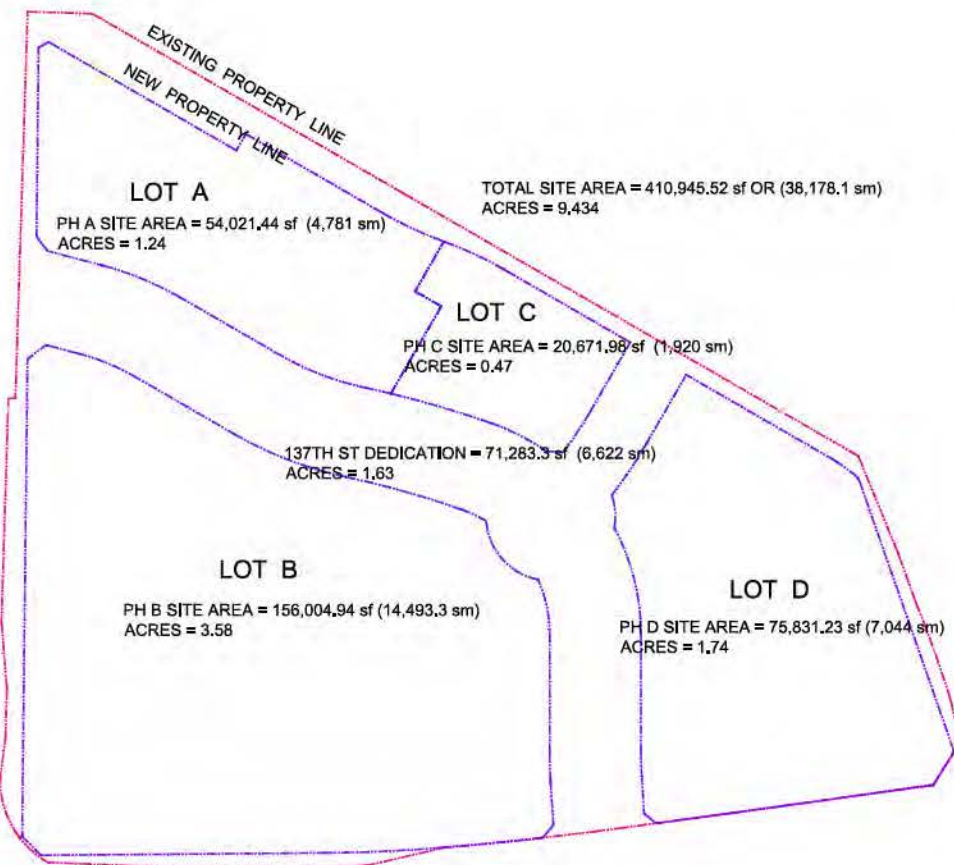 EXISTING PROPERTY LINE
NEW PROPERTY LINE
LOT A
PH A SITE AREA = 54,021.44 sf (4,781 sm)
ACRES = 1.24
TOTAL SITE AREA = 410,945.52 sf OR (38,178.1 sm)
ACRES = 9.434
LOT C
PH C SITE AREA = 20,671.98 sf (1,920 sm)
ACRES = 0.47
137TH ST DEDICATION = 71,283.3 sf (6,622 sm)
ACRES = 1.63
LOT B
PH B SITE AREA = 156,004.94 sf (14,493.3 sm)
ACRES = 3.58
LOT D
PH D SITE AREA = 75,831.23 sf (7,044 sm)
ACRES = 1.74